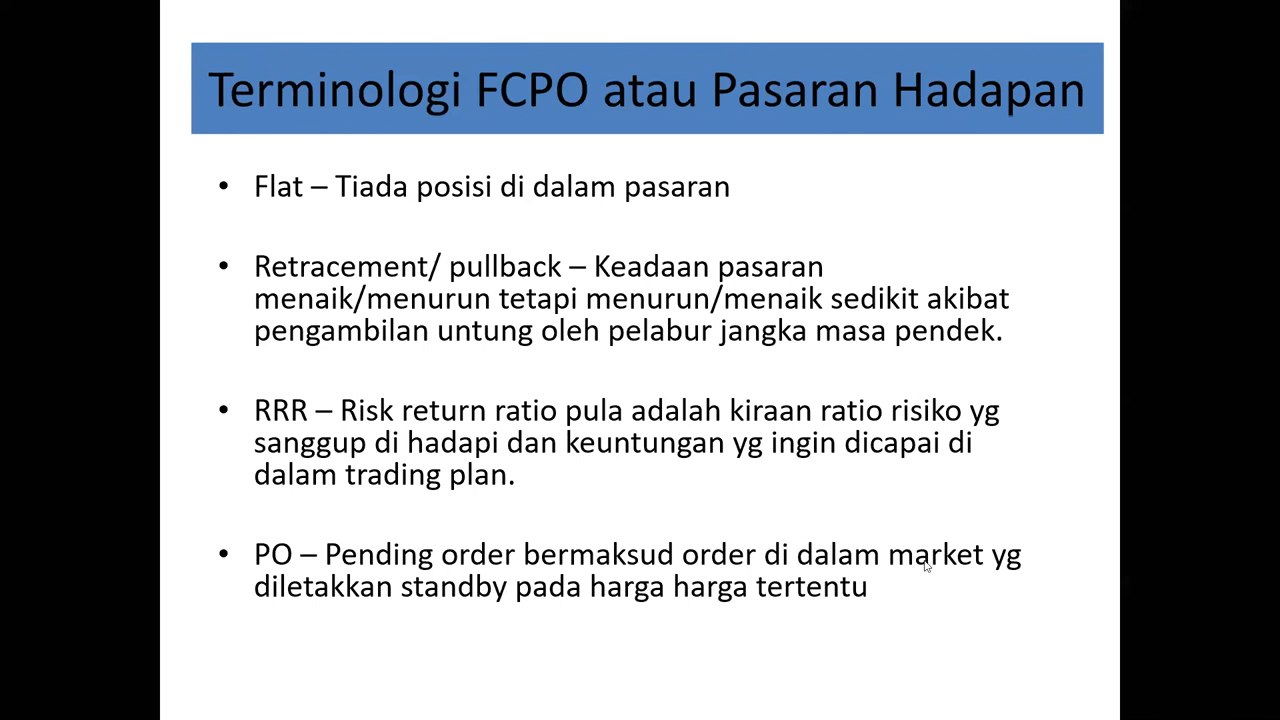 Terminologi FCPO atau Pasaran Hadapan
• Flat – Tiada posisi di dalam pasaran
• Retracement/ pullback – Keadaan pasaran
menaik/menurun tetapi menurun/menaik sedikit akibat
pengambilan untung oleh pelabur jangka masa pendek.
• RRR – Risk return ratio pula adalah kiraan ratio risiko yg
sanggup di hadapi dan keuntungan yg ingin dicapai di
dalam trading plan.
• PO – Pending order bermaksud order di dalam market yg
diletakkan standby pada harga harga tertentu